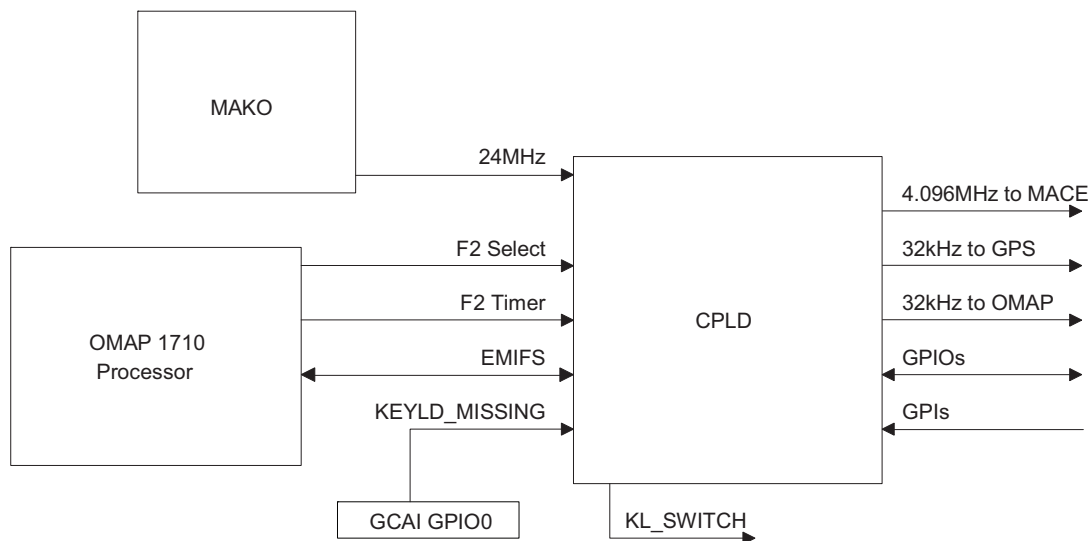 MAKO
24MHz
4.096MHz to MACE
F2 Select
32kHz to GPS
F2 Timer
32kHz to OMAP
CPLD
OMAP 1710
Processor
EMIFS
GPIOs
KEYLD_MISSING
GPIs
GCAI GPIO0
KL_SWITCH